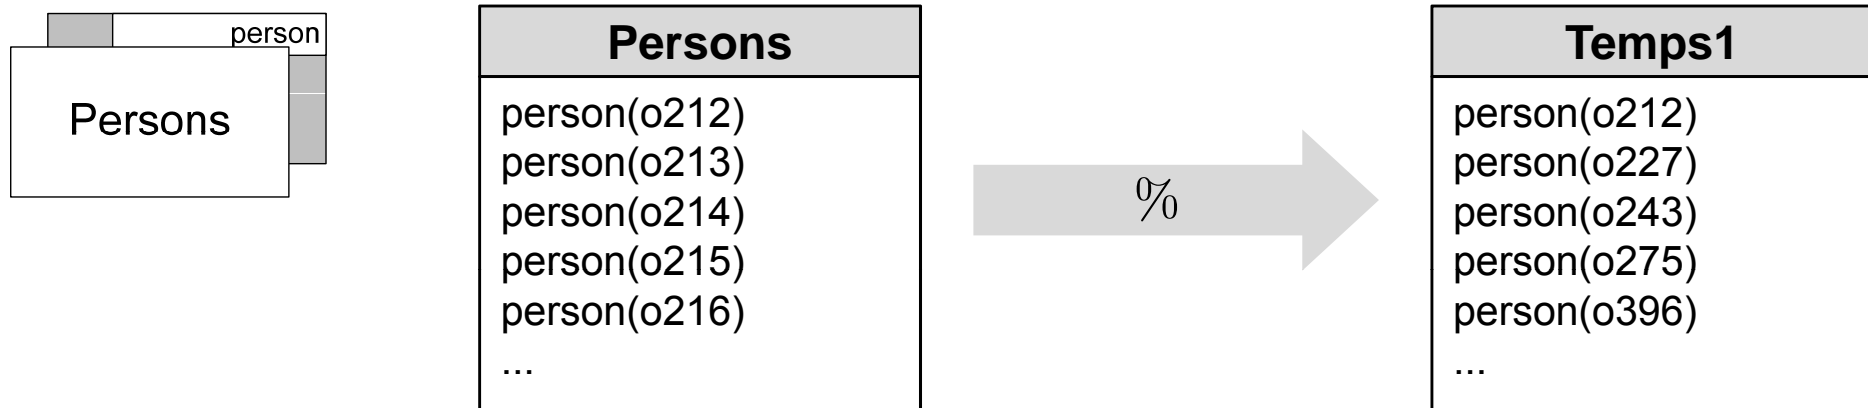 person
Persons
Persons
person(o212)
person(o213)
person(o214)
person(o215)
person(o216)
...
%
Temps1
person(o212)
person(o227)
person(o243)
person(o275)
person(o396)
...